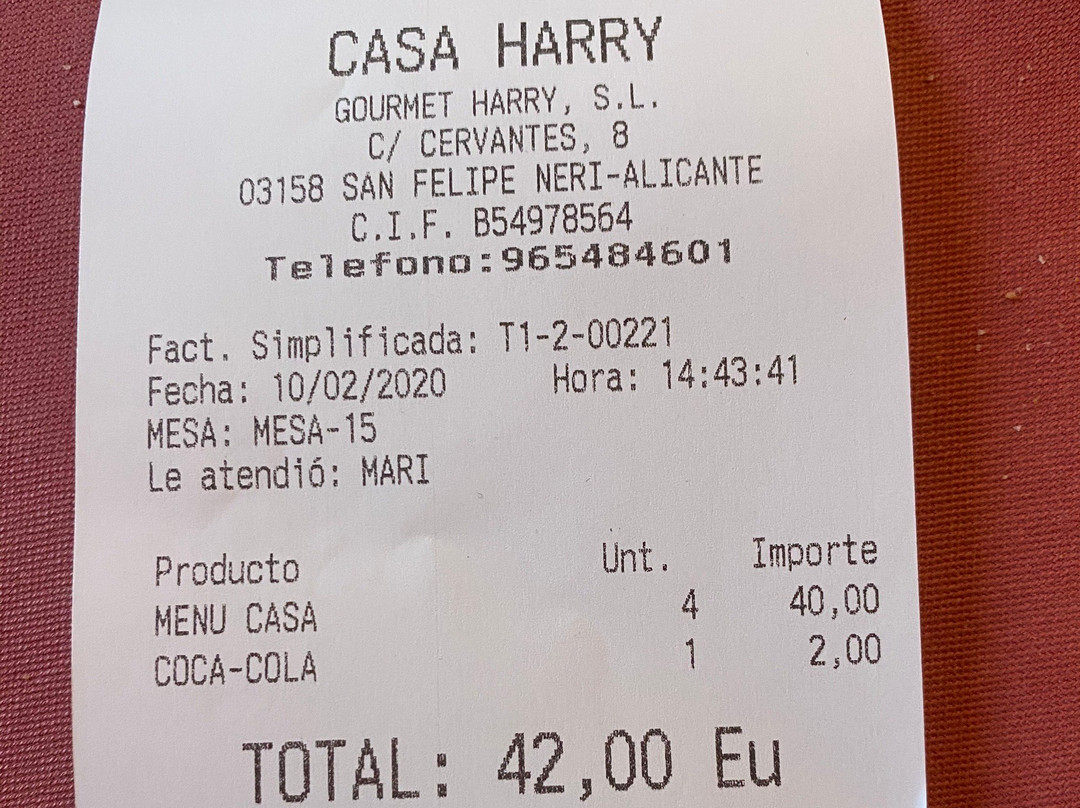 CASA HARRY
GOURMET HARRY, S.L.
C/ CERVANTES, 8
03158 SAN FELIPE NERI-ALICANTE
C.I.F. B54978564
Telefono:965484601
Fact. Simplificada: T1-2-00221
Fecha: 10/02/2020 Hora: 14:43:41
MESA: MESA-15
Le atendió: MARI
Producto Unt. Importe
MENU CASA 4 40,00
COCA-COLA 1 2,00
TOTAL: 42,00 Eu